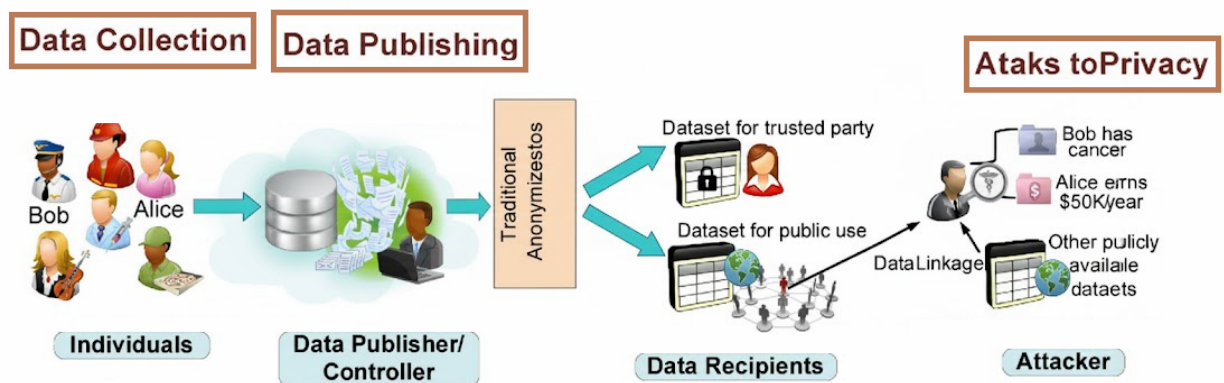 Data Collection
Data Publishing
Ataks toPrivacy
Bob
Alice
Traditional
Anonymizestos
Dataset for trusted party
Dataset for public use
Bob has
cancer
Alice erns
$50K/year
$
DataLinkage
Other pulicly
availaile
dataets
Individuals
Data Publisher/
Controller
Data Recipients
Attacker